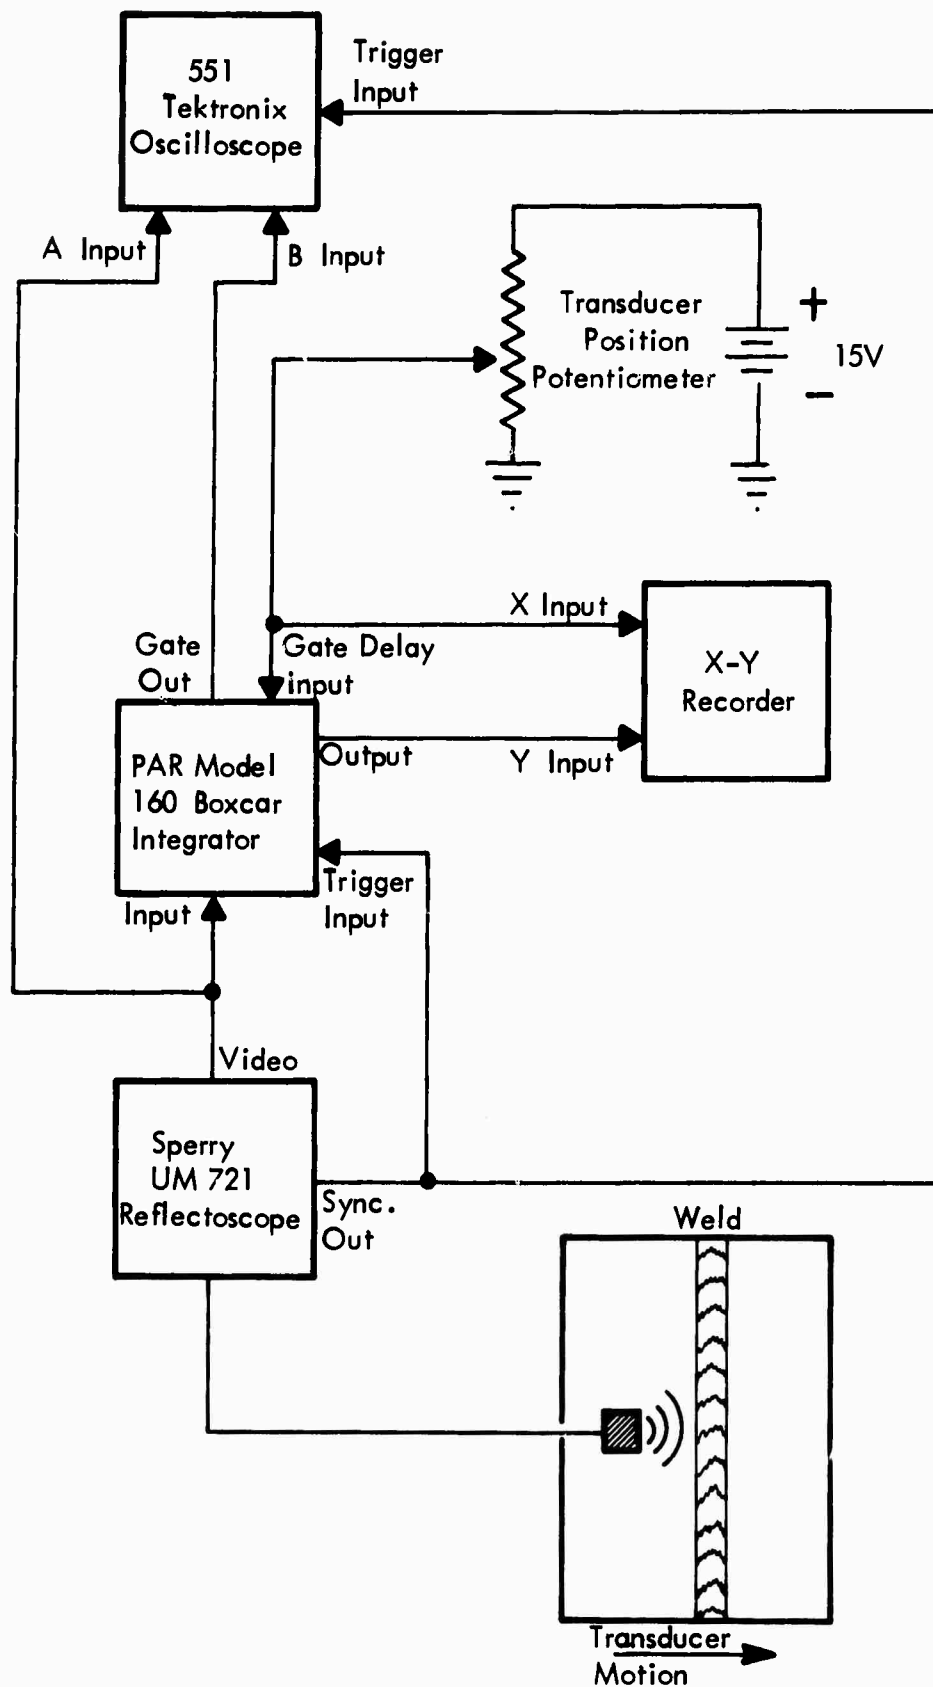 551
Tektronix
Oscilloscope
Trigger
Input
A Input
B Input
Transducer
Position
Potentiometer
+
15V
−
X Input
X-Y
Recorder
Gate
Out
Gate Delay
input
Output
Y Input
PAR Model
160 Boxcar
Integrator
Trigger
Input
Input
Video
Sperry
UM 721
Reflectoscope
Sync.
Out
Weld
Transducer
Motion